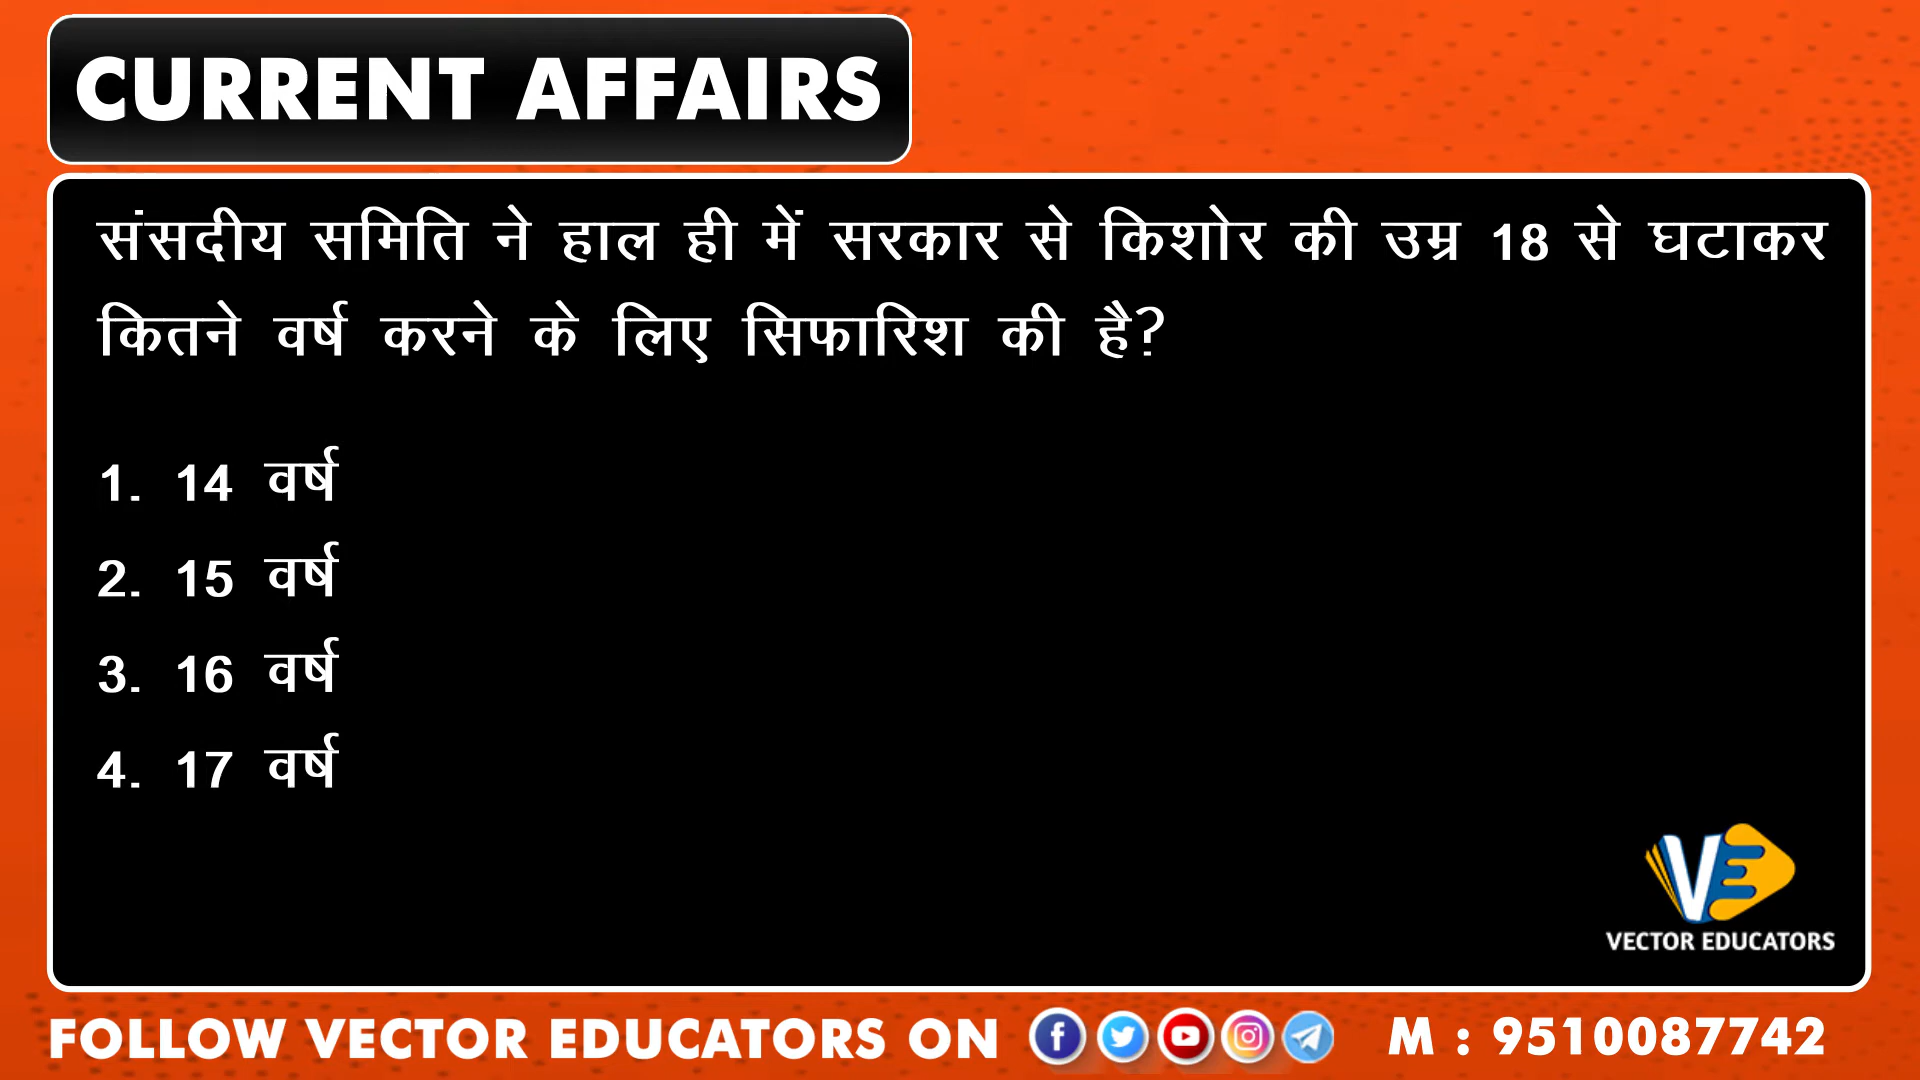 CURRENT AFFAIRS
संसदीय समिति ने हाल ही में सरकार से किशोर की उम्र 18 से घटाकर
कितने वर्ष करने के लिए सिफारिश की है?
1. 14 वर्ष
2. 15 वर्ष
3. 16 वर्ष
4. 17 वर्ष
VE
VECTOR EDUCATORS
FOLLOW VECTOR EDUCATORS ON M : 9510087742